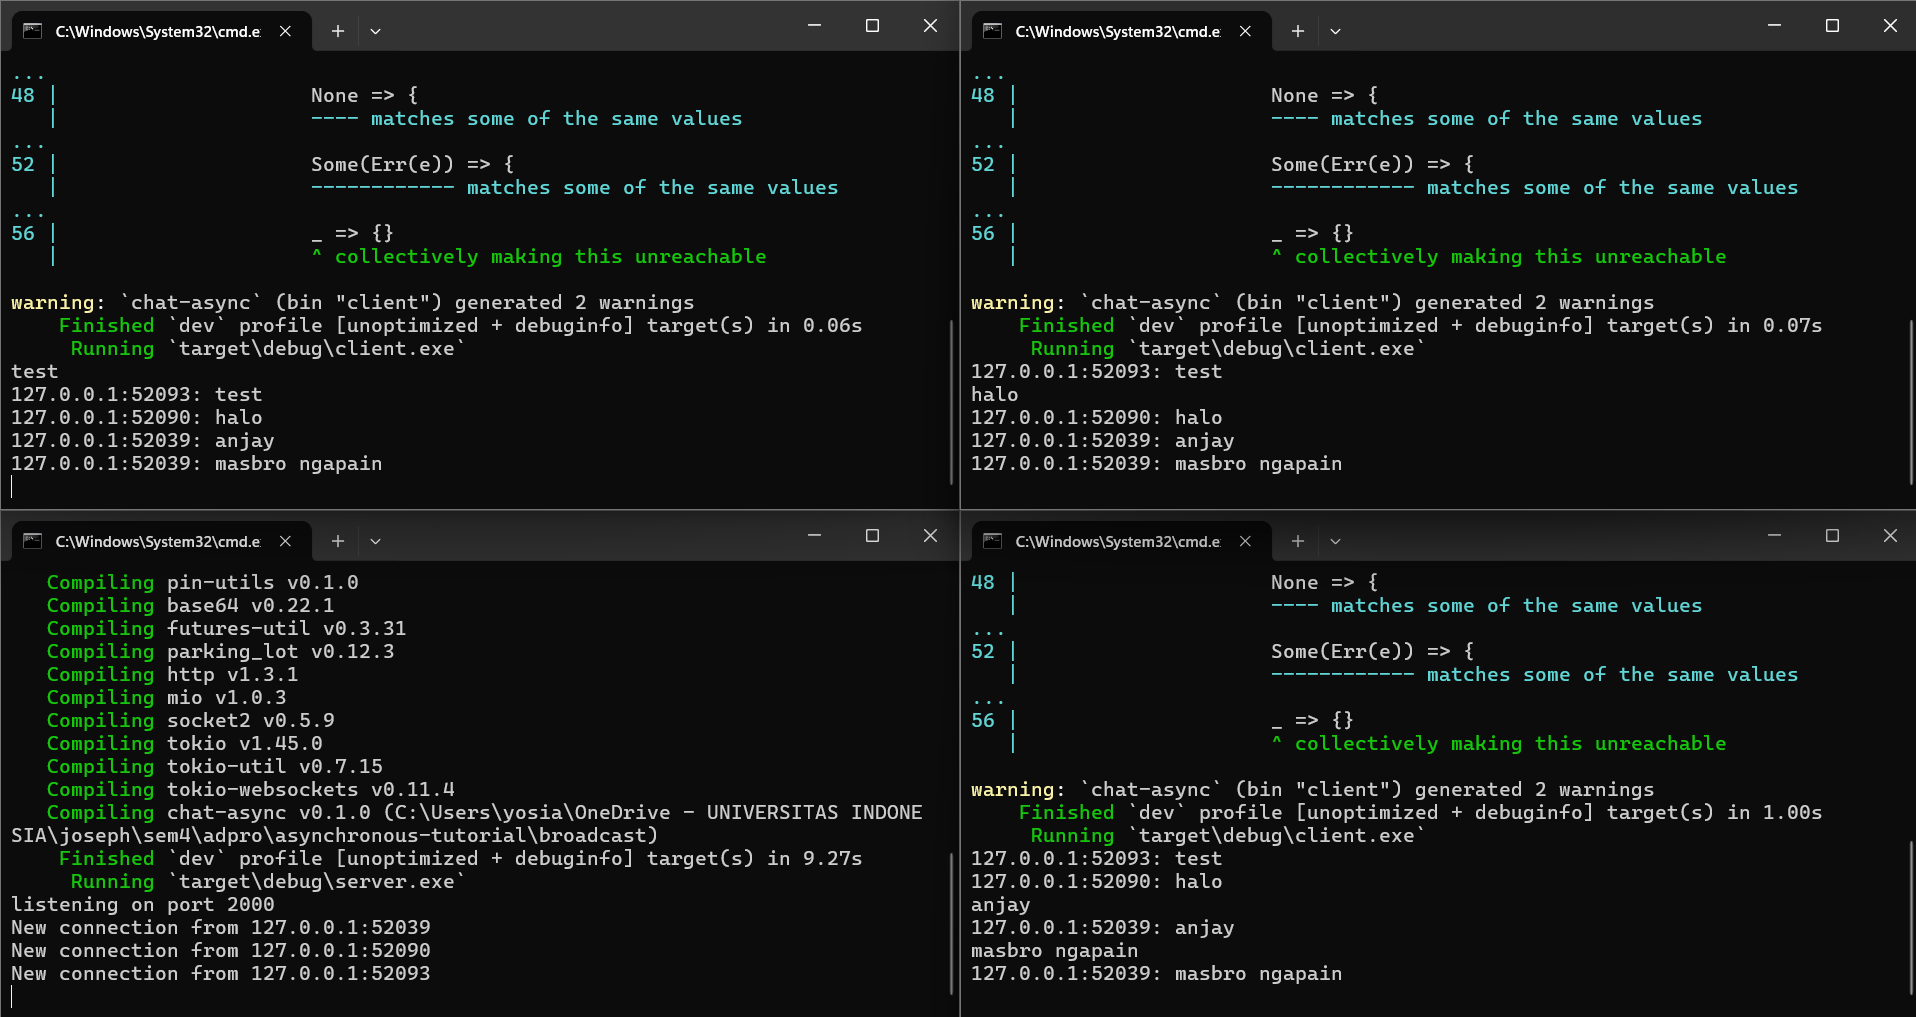 C:\Windows\System32\cmd.e
...
48 |                     None => {
   |                     ---- matches some of the same values
...
52 |                     Some(Err(e)) => {
   |                     ------------ matches some of the same values
...
56 |                     _ => {}
   |                     ^ collectively making this unreachable
warning: `chat-async` (bin "client") generated 2 warnings
    Finished `dev` profile [unoptimized + debuginfo] target(s) in 0.06s
     Running `target\debug\client.exe`
test
127.0.0.1:52093: test
127.0.0.1:52090: halo
127.0.0.1:52039: anjay
127.0.0.1:52039: masbro ngapain
C:\Windows\System32\cmd.e
...
48 |                     None => {
   |                     ---- matches some of the same values
...
52 |                     Some(Err(e)) => {
   |                     ------------ matches some of the same values
...
56 |                     _ => {}
   |                     ^ collectively making this unreachable
warning: `chat-async` (bin "client") generated 2 warnings
    Finished `dev` profile [unoptimized + debuginfo] target(s) in 0.07s
     Running `target\debug\client.exe`
127.0.0.1:52093: test
halo
127.0.0.1:52090: halo
127.0.0.1:52039: anjay
127.0.0.1:52039: masbro ngapain
C:\Windows\System32\cmd.e
   Compiling pin-utils v0.1.0
   Compiling base64 v0.22.1
   Compiling futures-util v0.3.31
   Compiling parking_lot v0.12.3
   Compiling http v1.3.1
   Compiling mio v1.0.3
   Compiling socket2 v0.5.9
   Compiling tokio v1.45.0
   Compiling tokio-util v0.7.15
   Compiling tokio-websockets v0.11.4
   Compiling chat-async v0.1.0 (C:\Users\yosia\OneDrive - UNIVERSITAS INDONE
SIA\joseph\sem4\adpro\asynchronous-tutorial\broadcast)
    Finished `dev` profile [unoptimized + debuginfo] target(s) in 9.27s
     Running `target\debug\server.exe`
listening on port 2000
New connection from 127.0.0.1:52039
New connection from 127.0.0.1:52090
New connection from 127.0.0.1:52093
C:\Windows\System32\cmd.e
48 |                     None => {
   |                     ---- matches some of the same values
...
52 |                     Some(Err(e)) => {
   |                     ------------ matches some of the same values
...
56 |                     _ => {}
   |                     ^ collectively making this unreachable
warning: `chat-async` (bin "client") generated 2 warnings
    Finished `dev` profile [unoptimized + debuginfo] target(s) in 1.00s
     Running `target\debug\client.exe`
127.0.0.1:52093: test
127.0.0.1:52090: halo
anjay
127.0.0.1:52039: anjay
masbro ngapain
127.0.0.1:52039: masbro ngapain